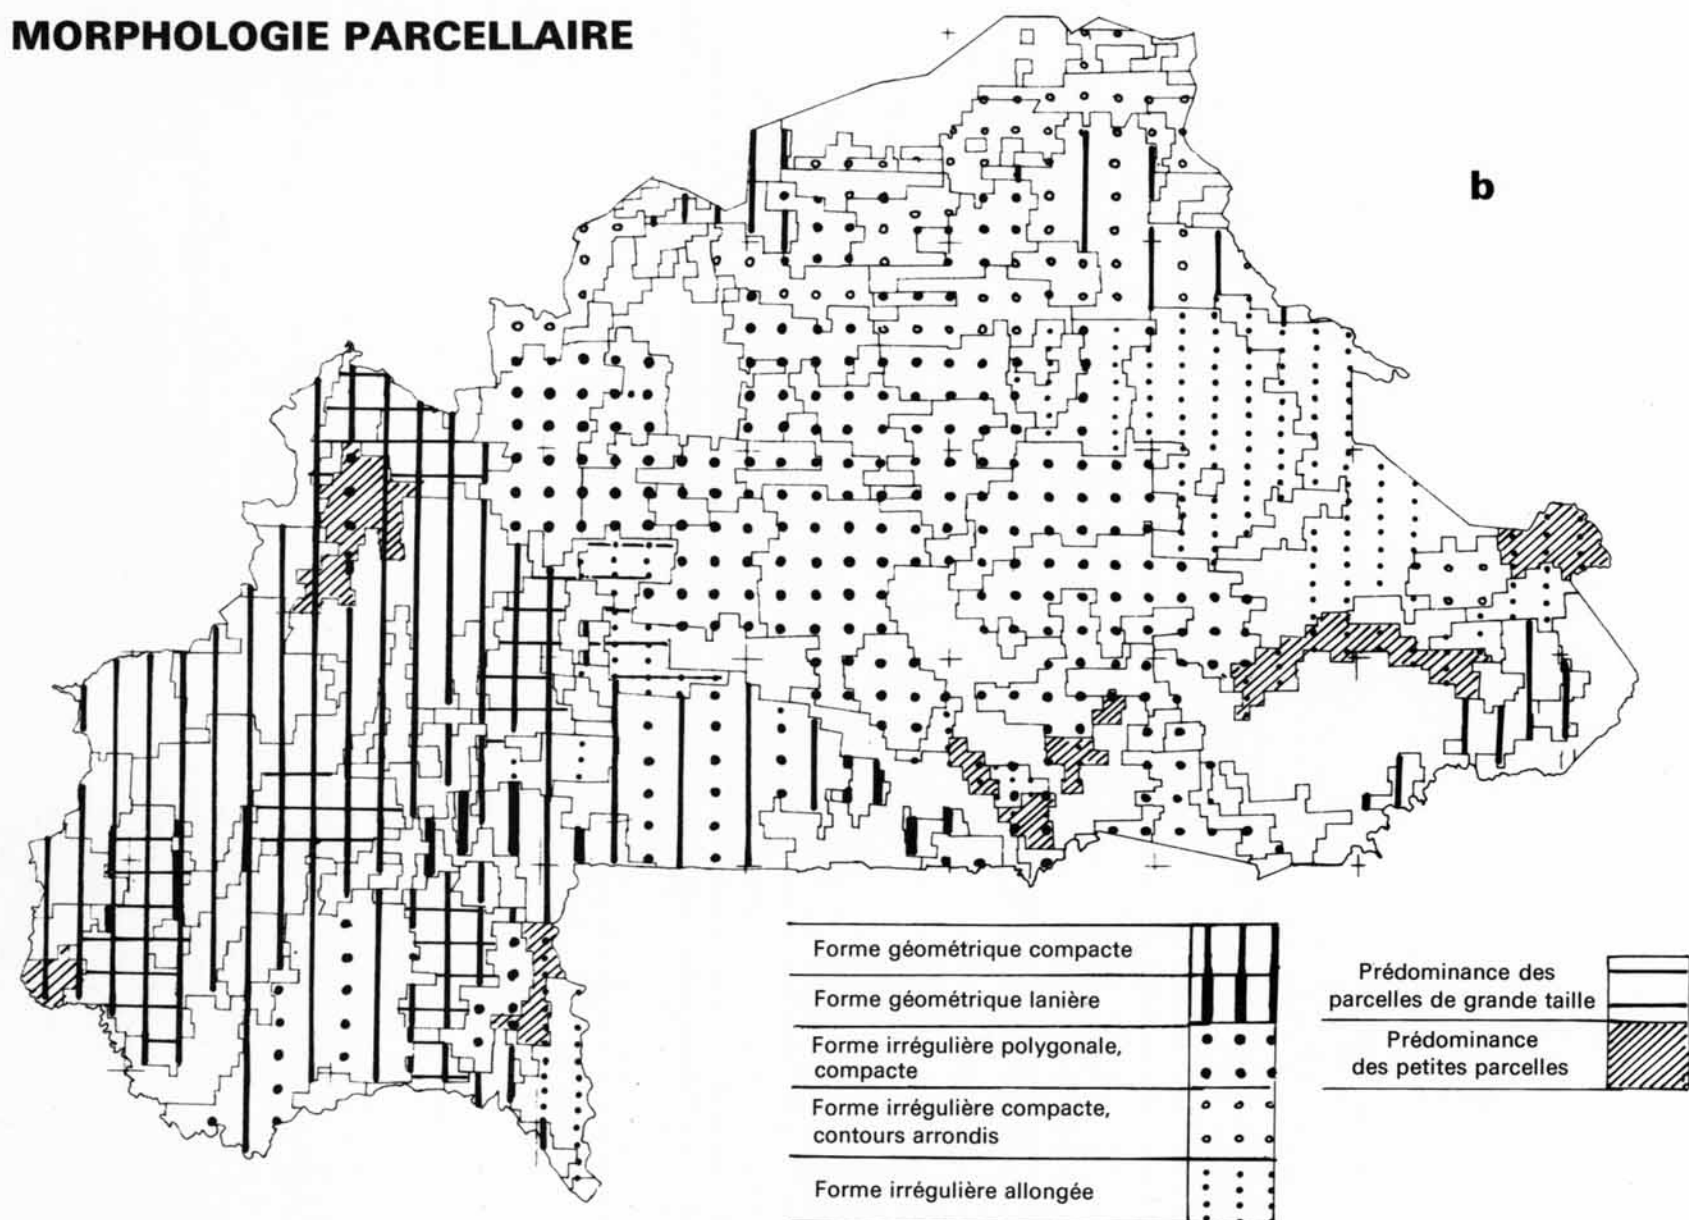 MORPHOLOGIE PARCELLAIRE
b
Forme géométrique compacte
Forme géométrique lanière
Forme irrégulière polygonale,
compacte
Forme irrégulière compacte,
contours arrondis
Forme irrégulière allongée
Prédominance des
parcelles de grande taille
Prédominance
des petites parcelles